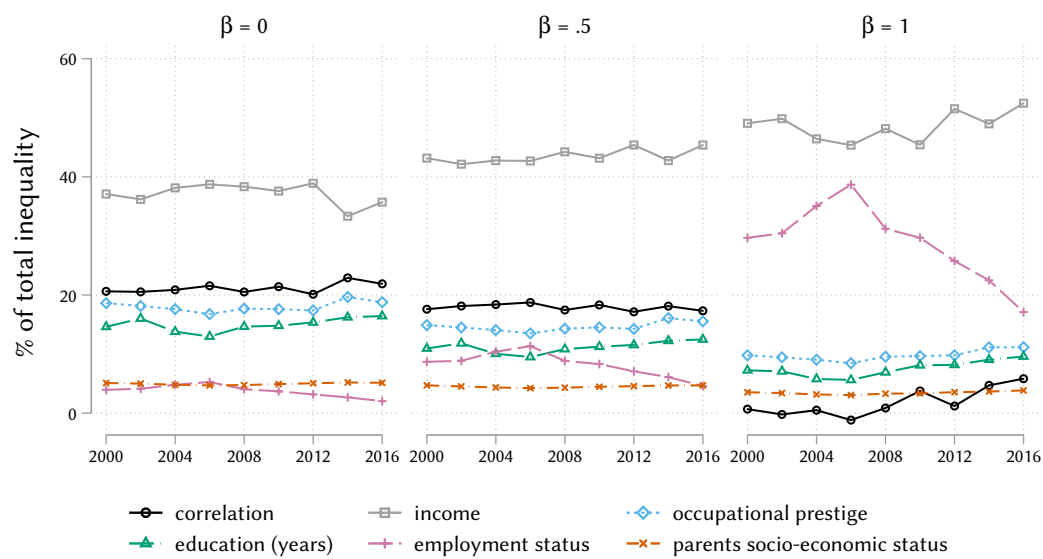 β = 0
β = .5
β = 1
% of total inequality
60
40
20
0
2000 2004 2008 2012 2016
2000 2004 2008 2012 2016
2000 2004 2008 2012 2016
correlation
income
occupational prestige
education (years)
employment status
parents socio-economic status